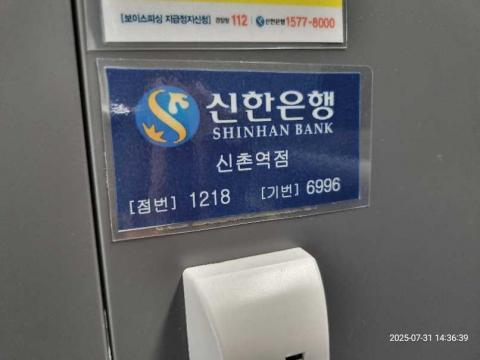 [보이스피싱 지급정지신청] 경찰청 112 | 신한은행 1577-8000
신한은행
SHINHAN BANK
신촌역점
[점번] 1218 [기번] 6996
2025-07-31 14:36:39